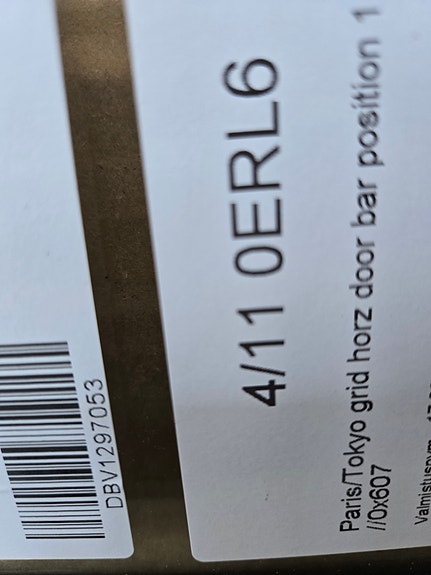 DBV1297053
4/11 0ERL6
Paris/Tokyo grid horz door bar position 1
//0x607